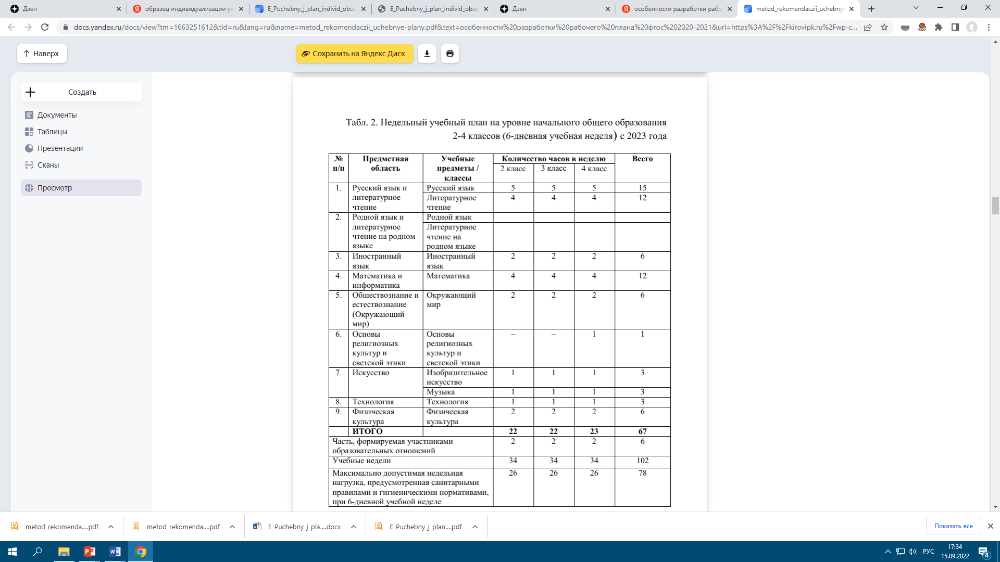 Дзен
образец индивидуализации уч
E_Puchebny_j_plan_individ_obuc
E_Puchebny_j_plan_individ_obuc
Дзен
особенности разработки рабо
metod_rekomendaczii_uchebnye
docs.yandex.ru/docs/view?tm=1663251612&tld=ru&lang=ru&name=metod_rekomendaczii_uchebnye-plany.pdf&text=особенности%20разработки%20рабочего%20плана%20фгос%202020-2021&url=https%3A%2F%2Fkirovipk.ru%2Fwp-c...
Наверх
Сохранить на Яндекс Диск
Создать
Документы
Таблицы
Презентации
Сканы
Просмотр
Табл. 2. Недельный учебный план на уровне начального общего образования
2-4 классов (6-дневная учебная неделя) с 2023 года
№ Предметная Учебные Количество часов в неделю Всего
п/п область предметы / 2 класс 3 класс 4 класс
классы
1. Русский язык и Русский язык 5 5 5 15
литературное Литературное 4 4 4 12
чтение чтение
2. Родной язык и Родной язык
литературное Литературное
чтение на родном чтение на
языке родном языке
3. Иностранный Иностранный 2 2 2 6
язык язык
4. Математика и Математика 4 4 4 12
информатика
5. Обществознание и Окружающий 2 2 2 6
естествознание мир
(Окружающий
мир)
6. Основы Основы – – 1 1
религиозных религиозных
культур и культур и
светской этики светской этики
7. Искусство Изобразительное 1 1 1 3
искусство
Музыка 1 1 1 3
8. Технология Технология 1 1 1 3
9. Физическая Физическая 2 2 2 6
культура культура
ИТОГО 22 22 23 67
Часть, формируемая участниками 2 2 2 6
образовательных отношений
Учебные недели 34 34 34 102
Максимально допустимая недельная 26 26 26 78
нагрузка, предусмотренная санитарными
правилами и гигиеническими нормативами,
при 6-дневной учебной неделе
metod_rekomenda....pdf
metod_rekomenda....pdf
E_Puchebny_j_pla....docx
E_Puchebny_j_plan....pdf
Показать все
РУС
17:34
15.09.2022
4